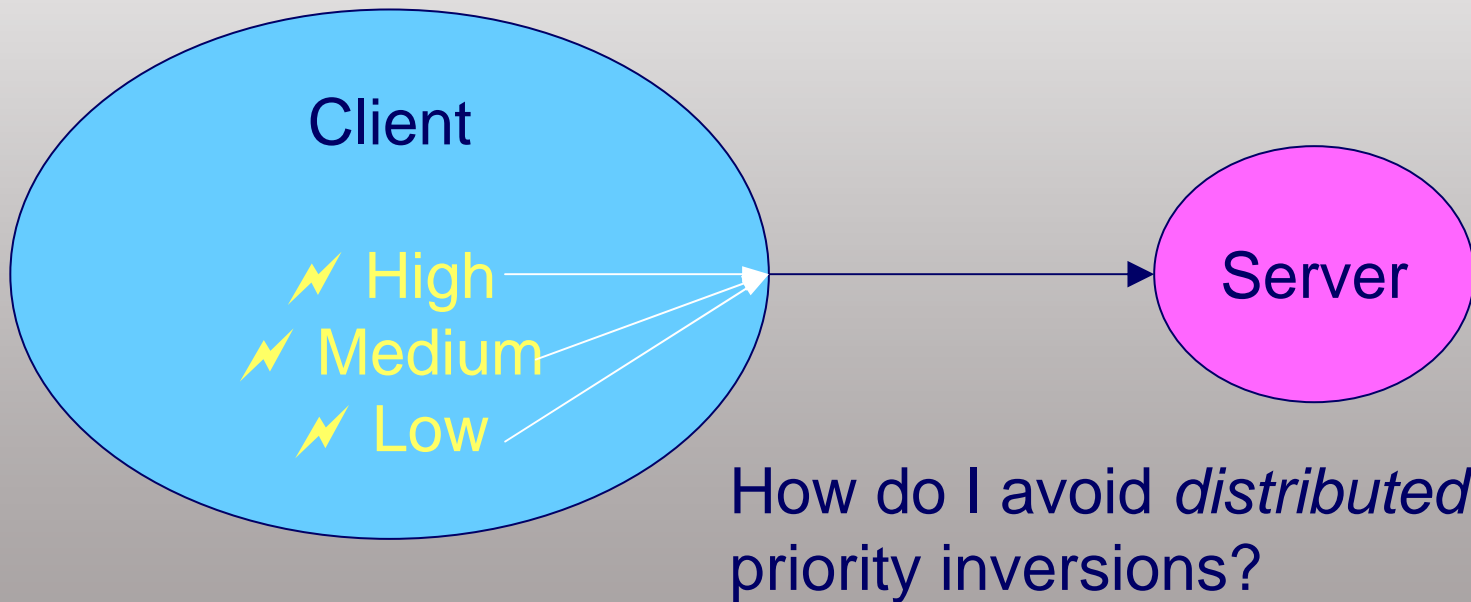 Client
High
Medium
Low
Server
How do I avoid distributed
priority inversions?